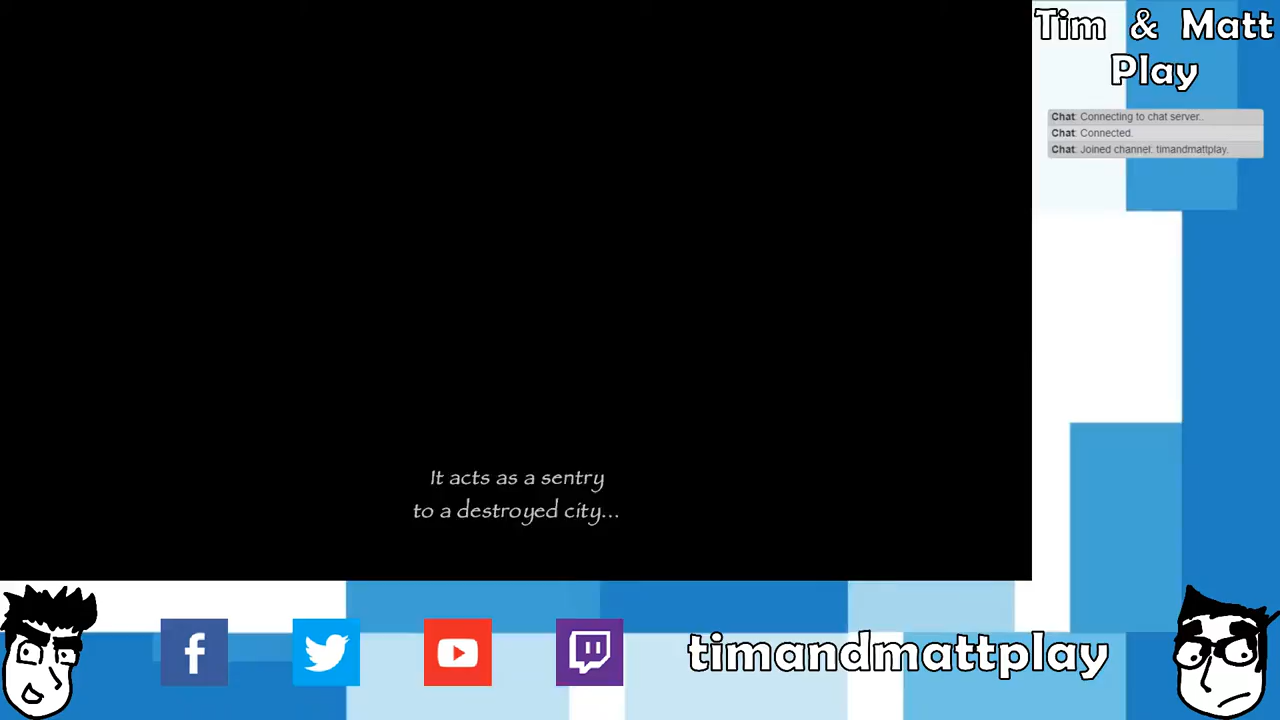 Tim & Matt
Play
Chat: Connecting to chat server..
Chat: Connected.
Chat: Joined channel: timandmattplay.
It acts as a sentry
to a destroyed city...
timandmattplay